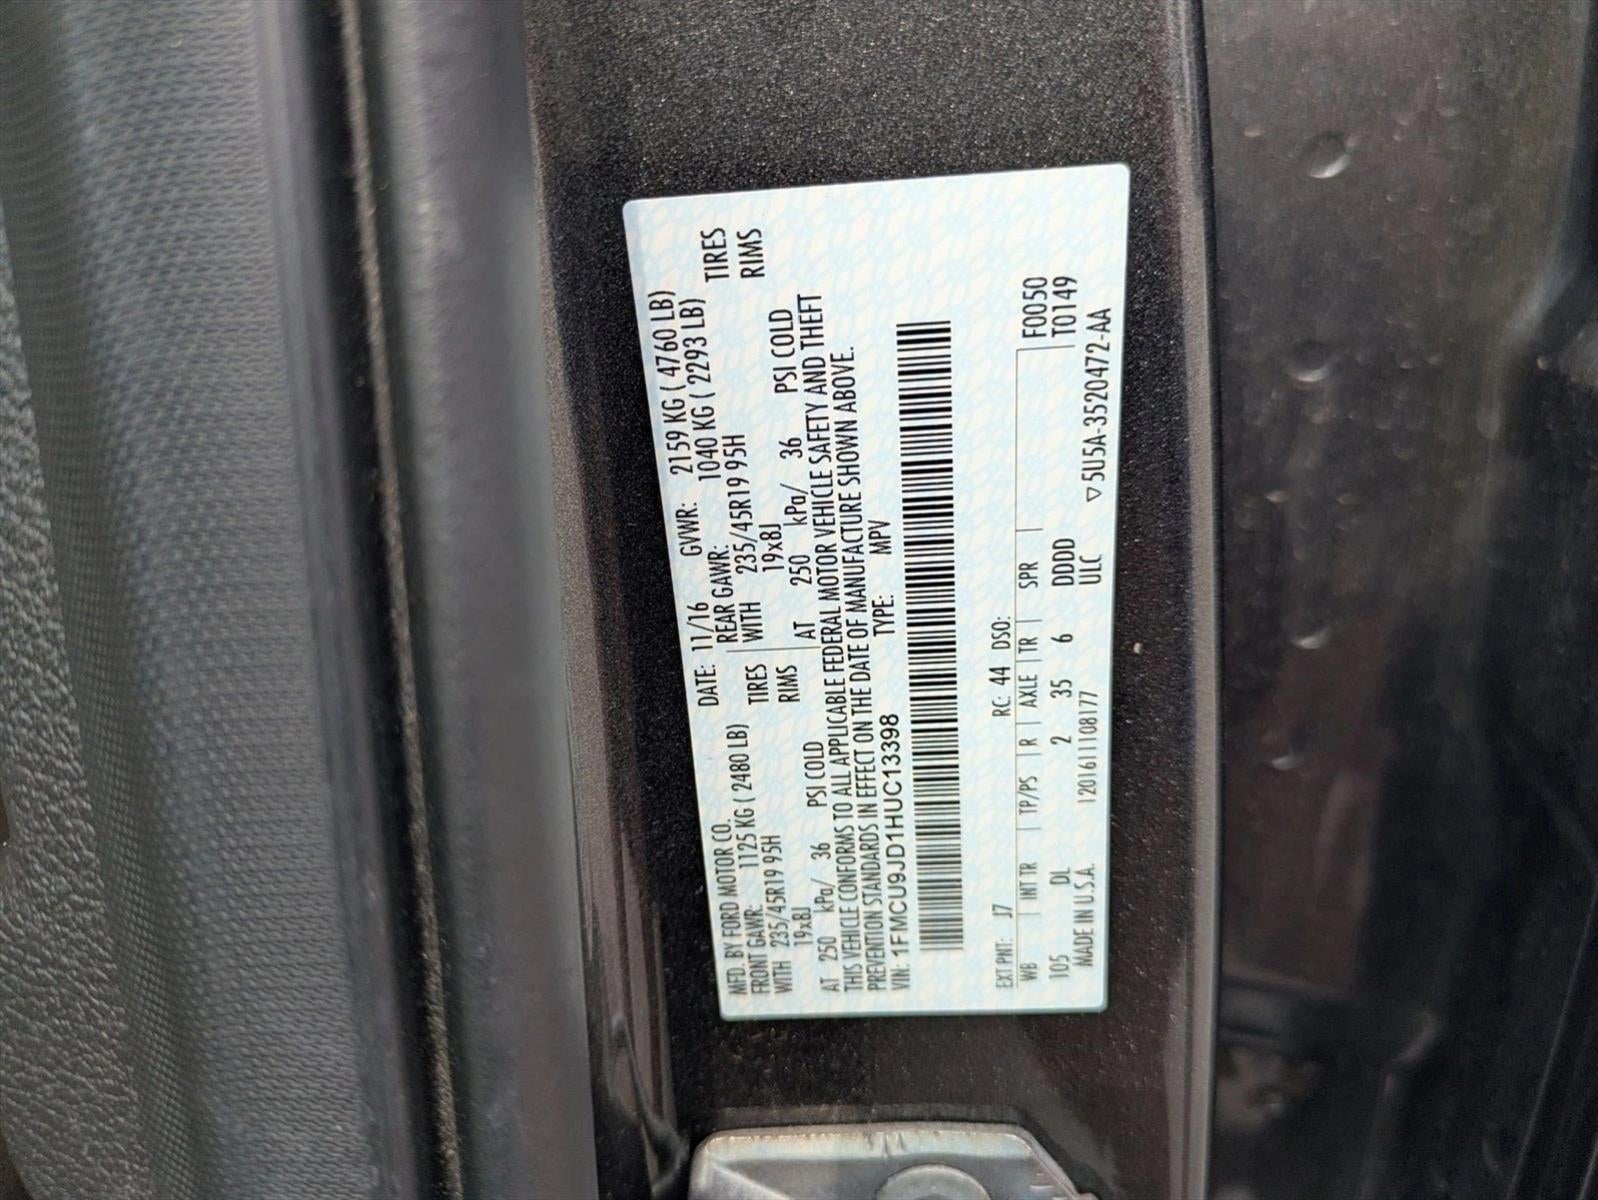 MFD. BY FORD MOTOR CO. DATE: 11/16 GVWR: 2159 KG ( 4760 LB)
FRONT GAWR: 1125 KG ( 2480 LB) REAR GAWR: 1040 KG ( 2293 LB)
WITH 235/45R19 95H TIRES WITH 235/45R19 95H TIRES
19x8J RIMS 19x8J RIMS
AT 250 kPa/ 36 PSI COLD AT 250 kPa/ 36 PSI COLD
THIS VEHICLE CONFORMS TO ALL APPLICABLE FEDERAL MOTOR VEHICLE SAFETY AND THEFT
PREVENTION STANDARDS IN EFFECT ON THE DATE OF MANUFACTURE SHOWN ABOVE.
VIN: 1FMCU9JD1HUC13398 TYPE: MPV
EXT PNT: J7 RC: 44 DSO: F0050
WB INT TR TP/PS R AXLE TR SPR T0149
105 DL 2 35 6 DDDD
MADE IN U.S.A. 1201611108177 ULC ▽5U5A-3520472-AA